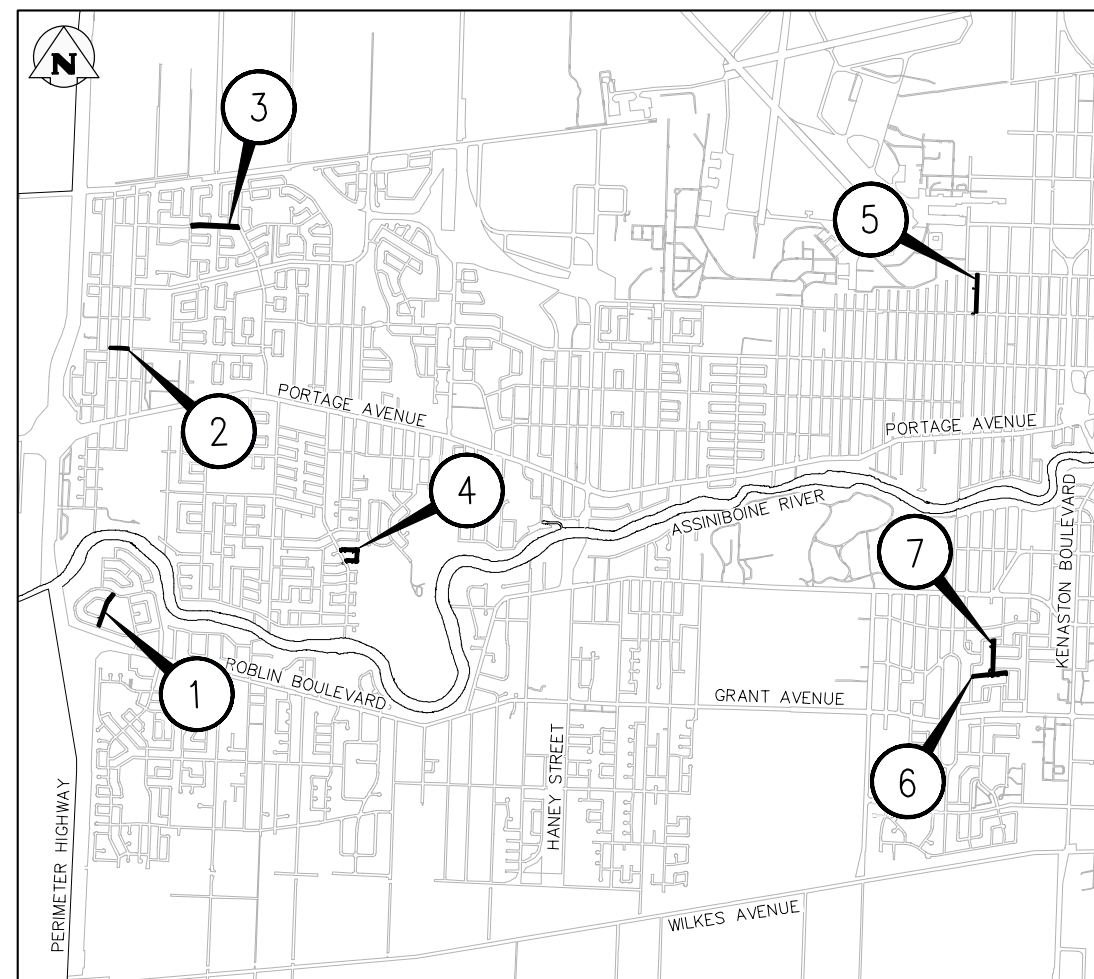 N
3
5
2
PORTAGE AVENUE
PORTAGE AVENUE
4
ASSINIBOINE RIVER
7
KENASTON BOULEVARD
1
ROBLIN BOULEVARD
GRANT AVENUE
HANEY STREET
6
PERIMETER HIGHWAY
WILKES AVENUE